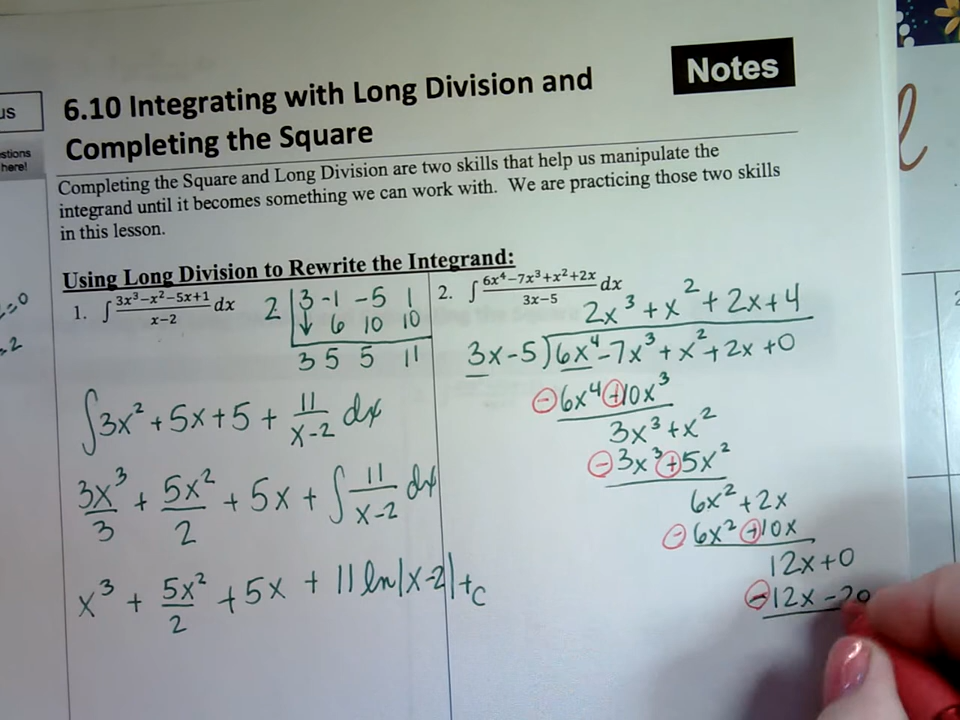 us
stions
here!
Notes
6.10 Integrating with Long Division and
Completing the Square
Completing the Square and Long Division are two skills that help us manipulate the
integrand until it becomes something we can work with. We are practicing those two skills
in this lesson.
Using Long Division to Rewrite the Integrand:
1. ∫ (3x³−x²−5x+1)/(x−2) dx
2 | 3 -1 -5 1
↓ 6 10 10
3 5 5 11
∫ 3x² + 5x + 5 + 11/(x-2) dx
3x³/3 + 5x²/2 + 5x + ∫ 11/(x-2) dx
x³ + 5x²/2 + 5x + 11 ln|x-2| + c
2. ∫ (6x⁴−7x³+x²+2x)/(3x−5) dx
2x³ + x² + 2x + 4
3x - 5 ) 6x⁴ - 7x³ + x² + 2x + 0
− 6x⁴ + 10x³
3x³ + x²
− 3x³ + 5x²
6x² + 2x
− 6x² + 10x
12x + 0
− 12x - 20
=0
2